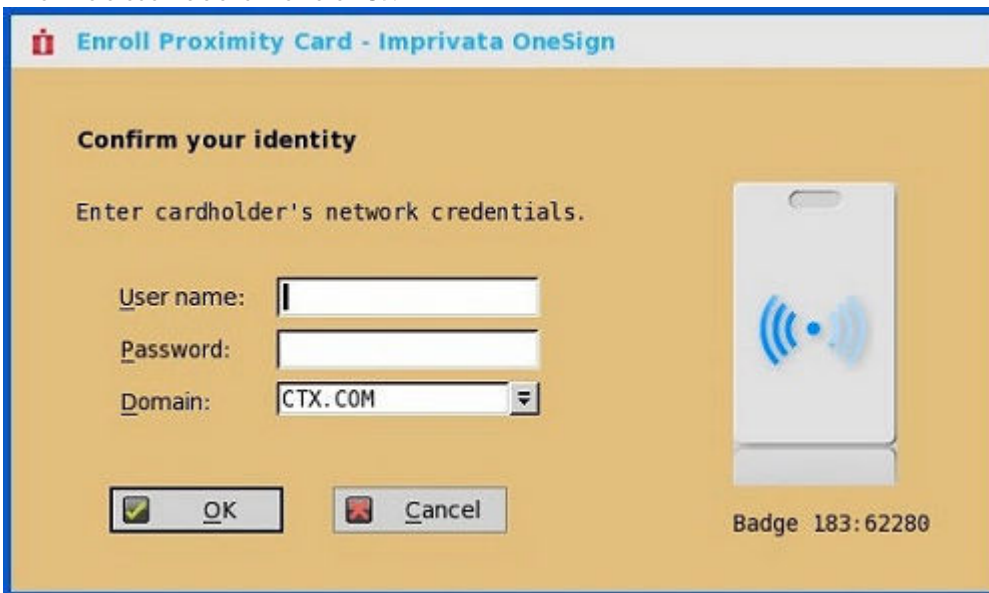 Enroll Proximity Card - Imprivata OneSign
Confirm your identity
Enter cardholder's network credentials.
User name:
Password:
Domain: CTX.COM
OK Cancel
Badge 183:62280